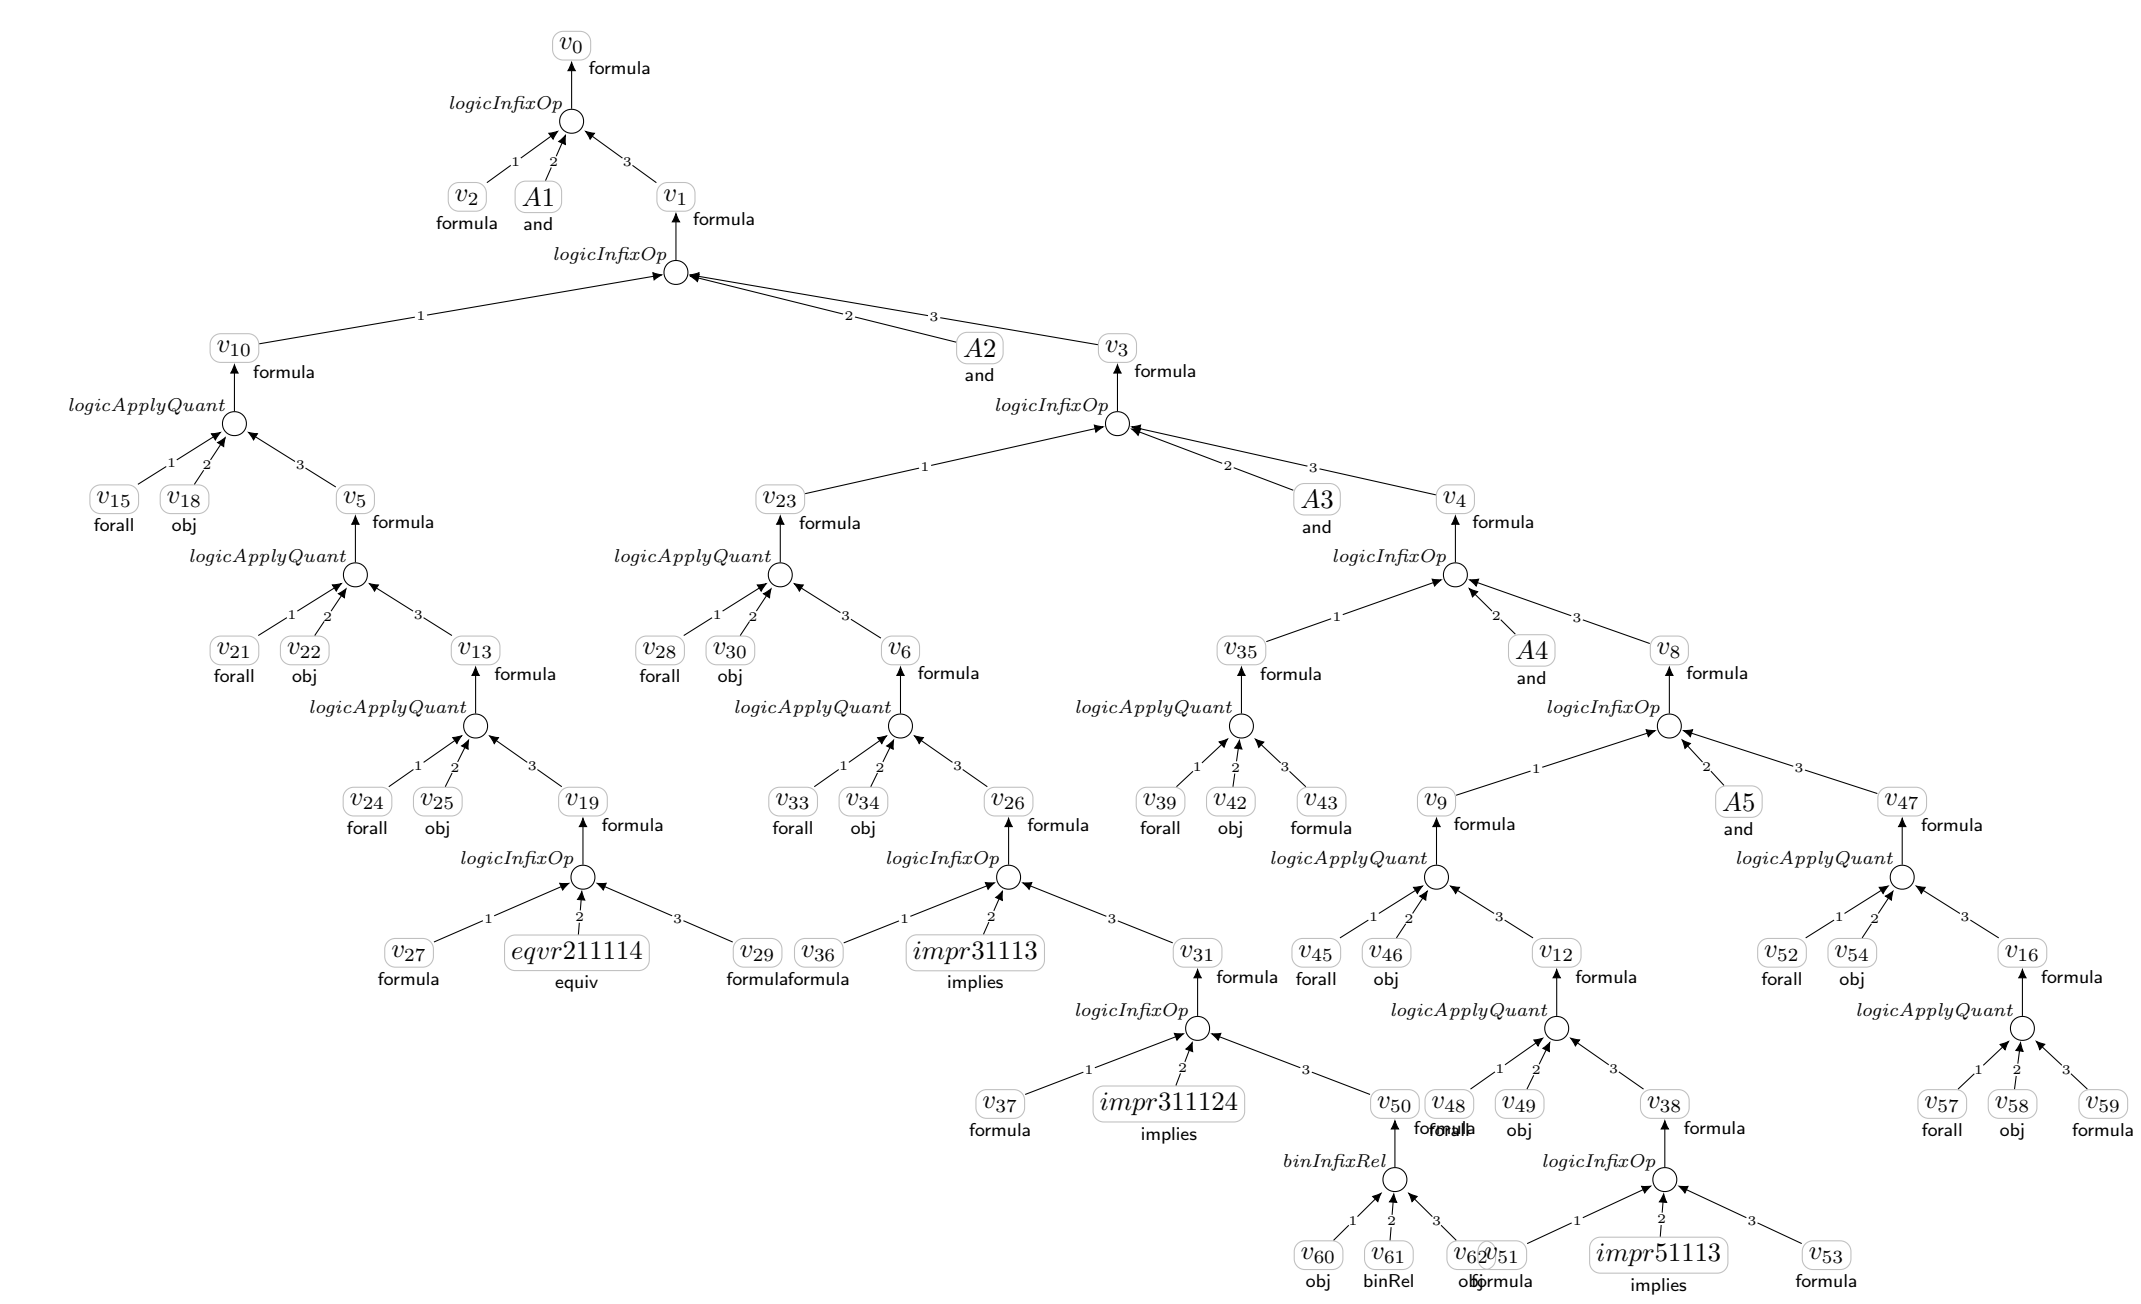 v0
formula
logicInfixOp
1 2 3
v2 A1 v1
formula and formula
logicInfixOp
1 2 3
v10 A2 v3
formula and formula
logicApplyQuant logicInfixOp
1 2 3 1 2 3
v15 v18 v5 v23 A3 v4
forall obj formula formula and formula
logicApplyQuant logicApplyQuant logicInfixOp
1 2 3 1 2 3 1 2 3
v21 v22 v13 v28 v30 v6 v35 A4 v8
forall obj formula forall obj formula formula and formula
logicApplyQuant logicApplyQuant logicApplyQuant logicInfixOp
1 2 3 1 2 3 1 2 3 1 2 3
v24 v25 v19 v33 v34 v26 v39 v42 v43 v9 A5 v47
forall obj formula forall obj formula forall obj formula formula and formula
logicInfixOp logicInfixOp logicApplyQuant logicApplyQuant
1 2 3 1 2 3 1 2 3 1 2 3
v27 eqvr211114 v29 v36 impr31113 v31 v45 v46 v12 v52 v54 v16
formula equiv formula formula implies formula forall obj formula forall obj formula
logicInfixOp logicApplyQuant logicApplyQuant
1 2 3 1 2 3 1 2 3
v37 impr311124 v50 v48 v49 v38 v57 v58 v59
formula implies formula forall obj formula forall obj formula
binInfixRel logicInfixOp
1 2 3 1 2 3
v60 v61 v62 v51 impr51113 v53
obj binRel obj formula implies formula